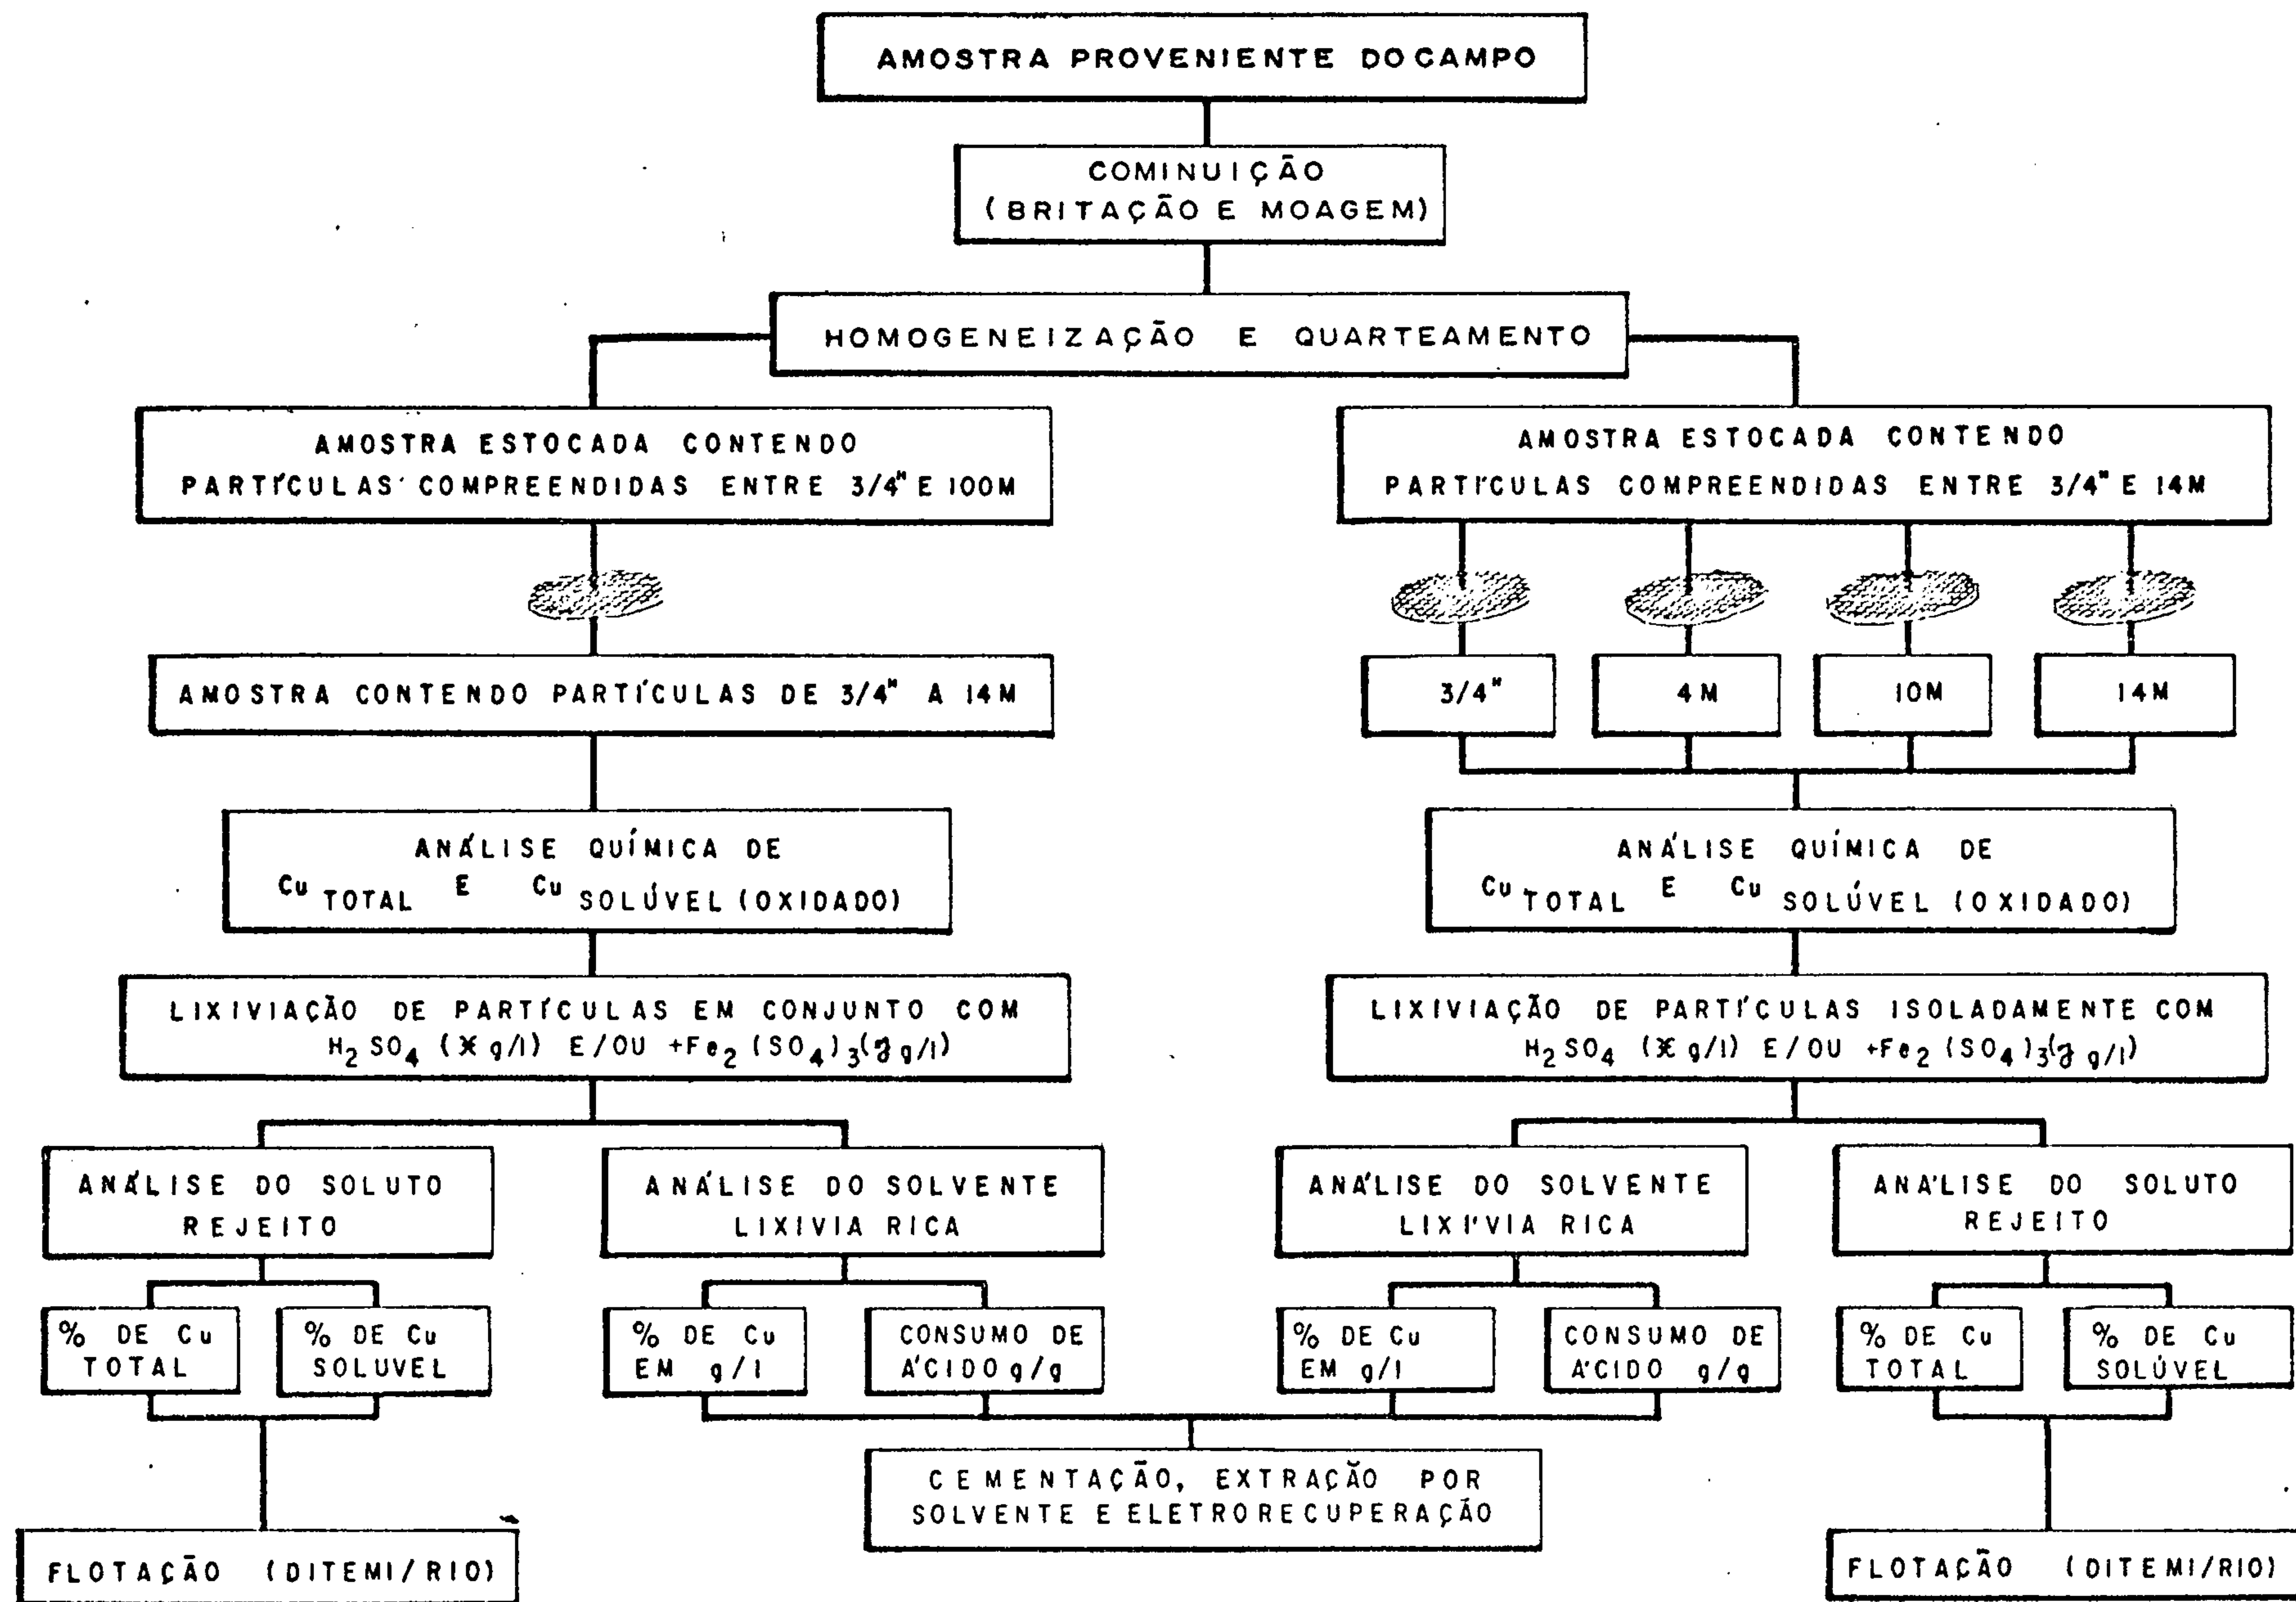 AMOSTRA PROVENIENTE DO CAMPO
COMINUIÇÃO
(BRITAÇÃO E MOAGEM)
HOMOGENEIZAÇÃO E QUARTEAMENTO
AMOSTRA ESTOCADA CONTENDO
PARTÍCULAS COMPREENDIDAS ENTRE 3/4" E 100M
AMOSTRA CONTENDO PARTÍCULAS DE 3/4" A 14M
ANÁLISE QUÍMICA DE
Cu TOTAL E Cu SOLÚVEL (OXIDADO)
LIXIVIAÇÃO DE PARTÍCULAS EM CONJUNTO COM
H2SO4 (X g/l) E/OU +Fe2(SO4)3(y g/l)
AMOSTRA ESTOCADA CONTENDO
PARTÍCULAS COMPREENDIDAS ENTRE 3/4" E 14M
3/4"
4M
10M
14M
ANÁLISE QUÍMICA DE
Cu TOTAL E Cu SOLÚVEL (OXIDADO)
LIXIVIAÇÃO DE PARTÍCULAS ISOLADAMENTE COM
H2SO4 (X g/l) E/OU +Fe2(SO4)3(y g/l)
ANÁLISE DO SOLUTO
REJEITO
ANÁLISE DO SOLVENTE
LIXIVIA RICA
ANÁLISE DO SOLVENTE
LIXÍVIA RICA
ANÁLISE DO SOLUTO
REJEITO
% DE Cu
TOTAL
% DE Cu
SOLUVEL
% DE Cu
EM g/l
CONSUMO DE
ÁCIDO g/g
% DE Cu
EM g/l
CONSUMO DE
ÁCIDO g/g
% DE Cu
TOTAL
% DE Cu
SOLÚVEL
CEMENTAÇÃO, EXTRAÇÃO POR
SOLVENTE E ELETRORECUPERAÇÃO
FLOTAÇÃO (DITEMI/RIO)
FLOTAÇÃO (DITEMI/RIO)